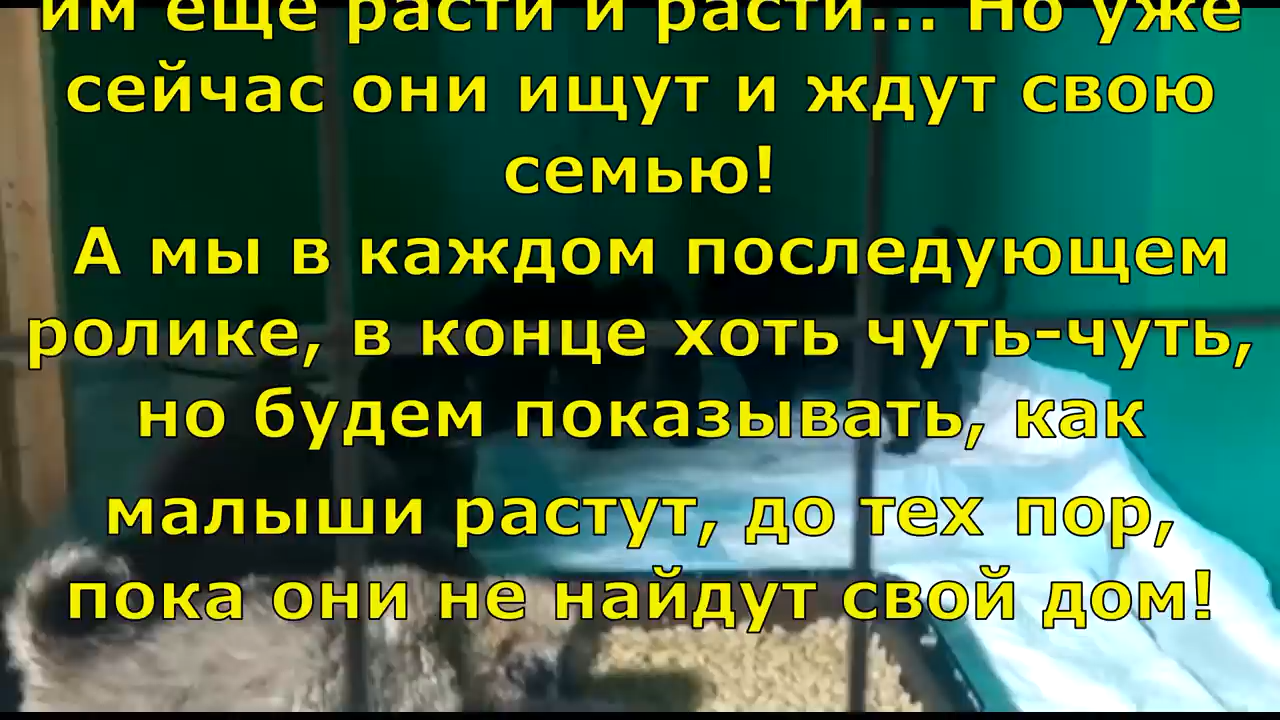 им еще расти и расти... Но уже
сейчас они ищут и ждут свою
семью!
А мы в каждом последующем
ролике, в конце хоть чуть-чуть,
но будем показывать, как
малыши растут, до тех пор,
пока они не найдут свой дом!